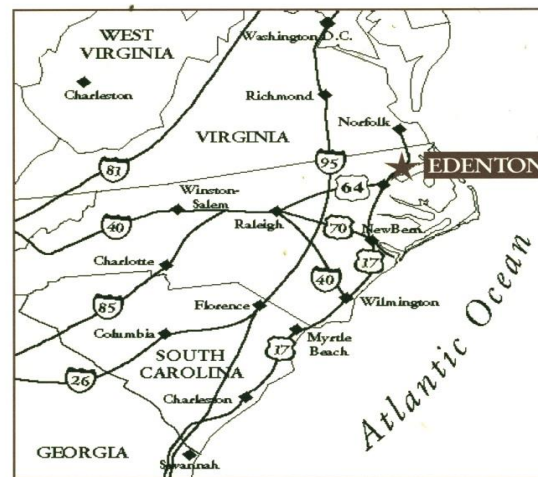 Washington D.C.
WEST
VIRGINIA
Charleston
Richmond
Norfolk
VIRGINIA
95
81
EDENTON
64
Winston-
Salem
40
Raleigh
70
NewBern
17
Charlotte
40
85
Florence
Wilmington
Columbia
Myrtle
Beach
17
SOUTH
CAROLINA
26
Charleston
Atlantic Ocean
GEORGIA
Savannah